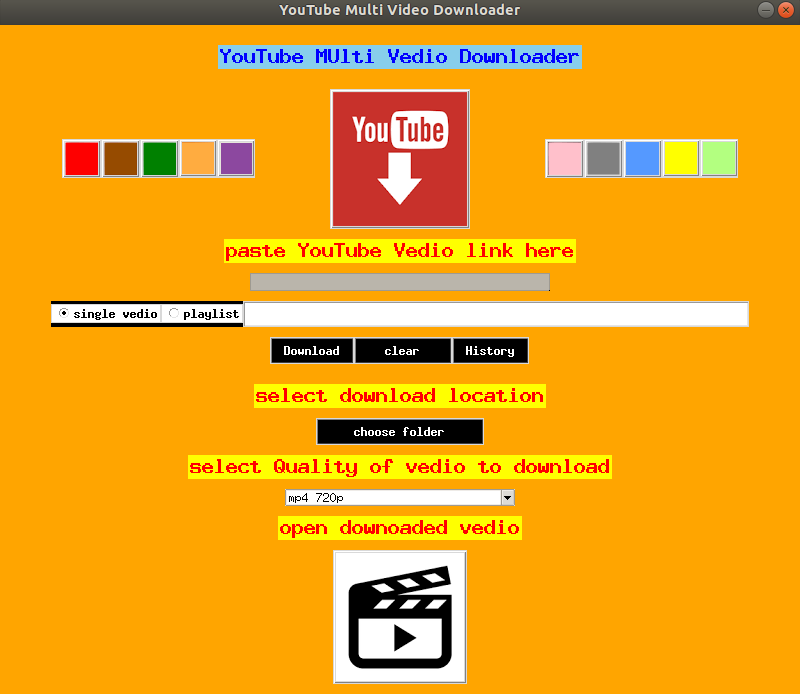 YouTube Multi Video Downloader
YouTube MUlti Vedio Downloader
YouTube
paste YouTube Vedio link here
single vedio playlist
Download clear History
select download location
choose folder
select Quality of vedio to download
mp4 720p
open downoaded vedio